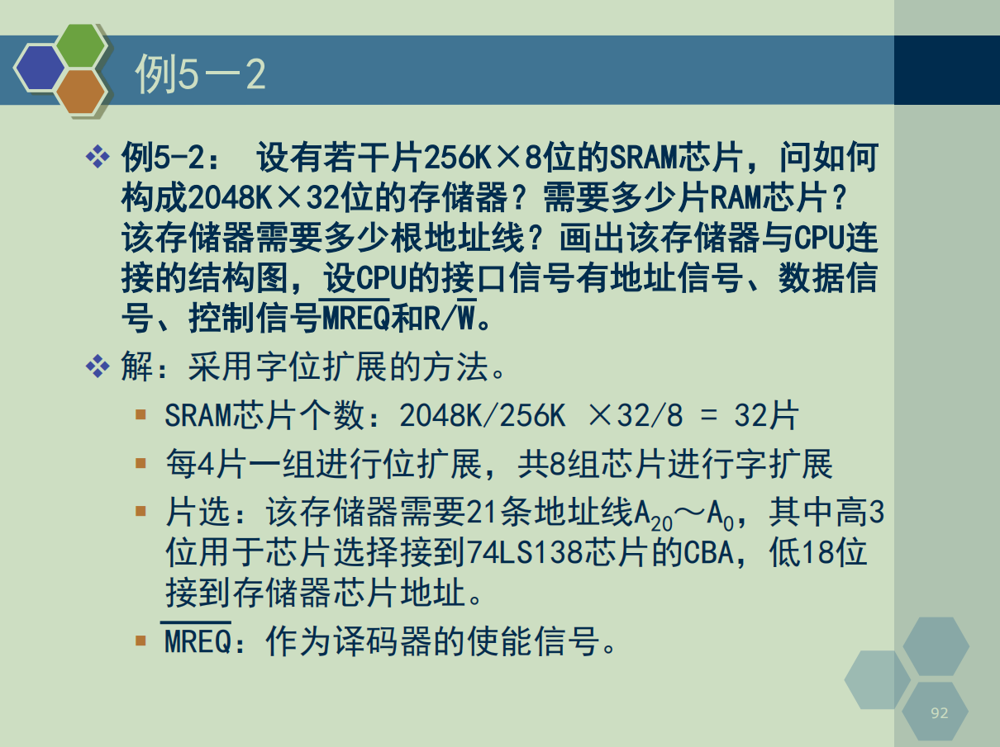 例5－2
例5-2： 设有若干片256K×8位的SRAM芯片，问如何
构成2048K×32位的存储器？需要多少片RAM芯片？
该存储器需要多少根地址线？画出该存储器与CPU连
接的结构图，设CPU的接口信号有地址信号、数据信
号、控制信号M̅R̅E̅Q̅和R/W̅。
解：采用字位扩展的方法。
SRAM芯片个数：2048K/256K ×32/8 = 32片
每4片一组进行位扩展，共8组芯片进行字扩展
片选：该存储器需要21条地址线A₂₀～A₀，其中高3
位用于芯片选择接到74LS138芯片的CBA，低18位
接到存储器芯片地址。
M̅R̅E̅Q̅：作为译码器的使能信号。
92